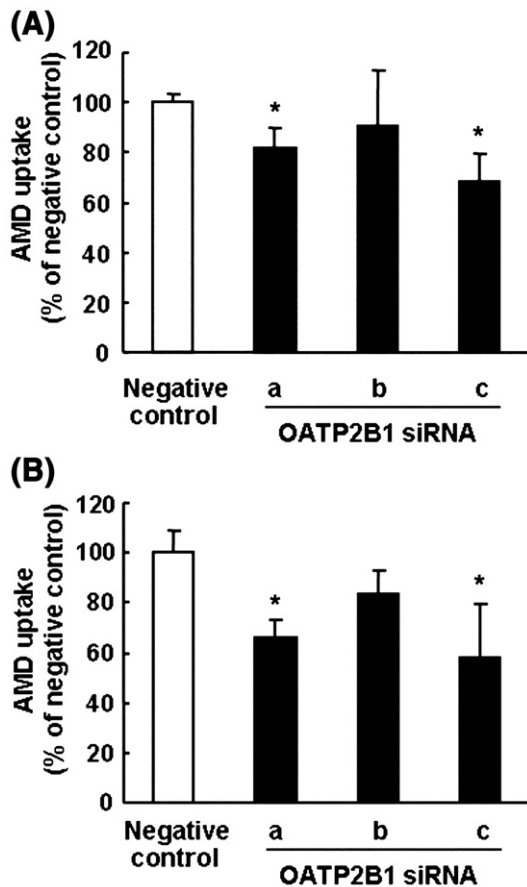 (A)
AMD uptake
(% of negative control)
120
100
80
60
40
20
0
*
*
Negative
control
a
b
c
OATP2B1 siRNA
(B)
AMD uptake
(% of negative control)
120
100
80
60
40
20
0
*
*
Negative
control
a
b
c
OATP2B1 siRNA